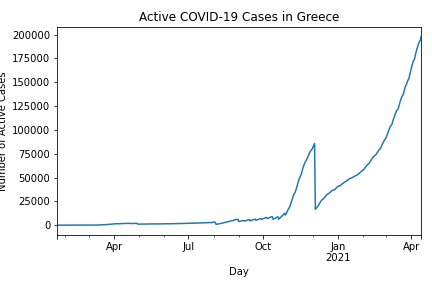 Active COVID-19 Cases in Greece
Number of Active Cases
200000
175000
150000
125000
100000
75000
50000
25000
0
Apr
Jul
Oct
Jan
2021
Apr
Day